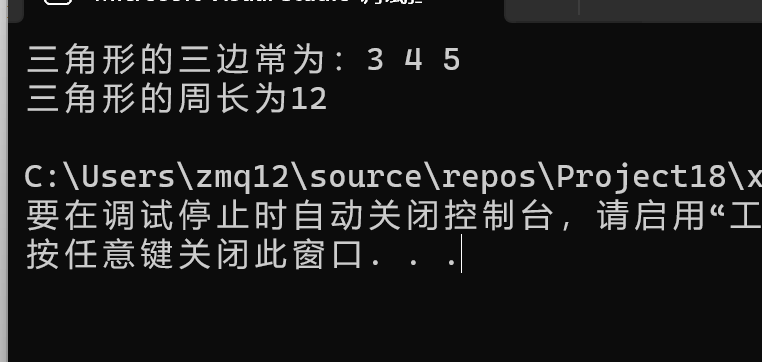 三角形的三边常为：3 4 5
三角形的周长为12
C:\Users\zmq12\source\repos\Project18\x
要在调试停止时自动关闭控制台，请启用“工
按任意键关闭此窗口. . .